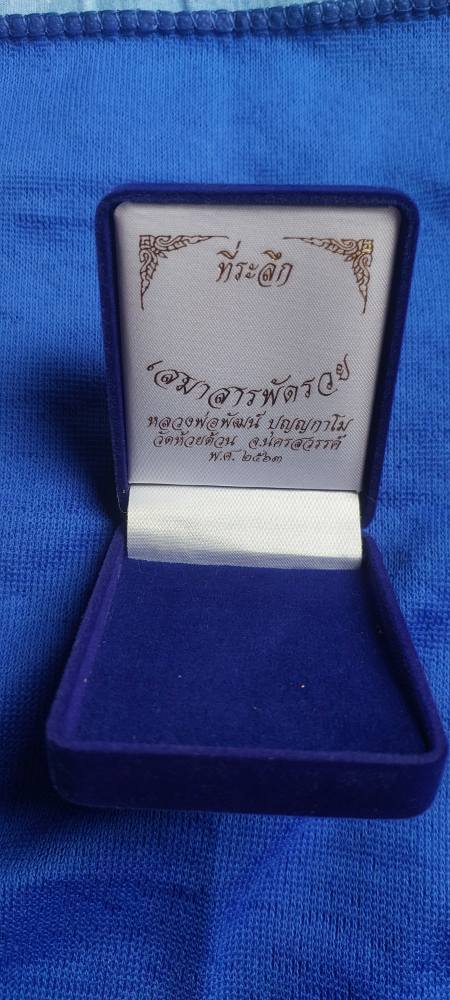 ที่ระลึก
เสมาสารพัดรวย
หลวงพ่อพัฒน์ ปุญญกาโม
วัดห้วยด้วน จ.นครสวรรค์
พ.ศ. ๒๕๖๓